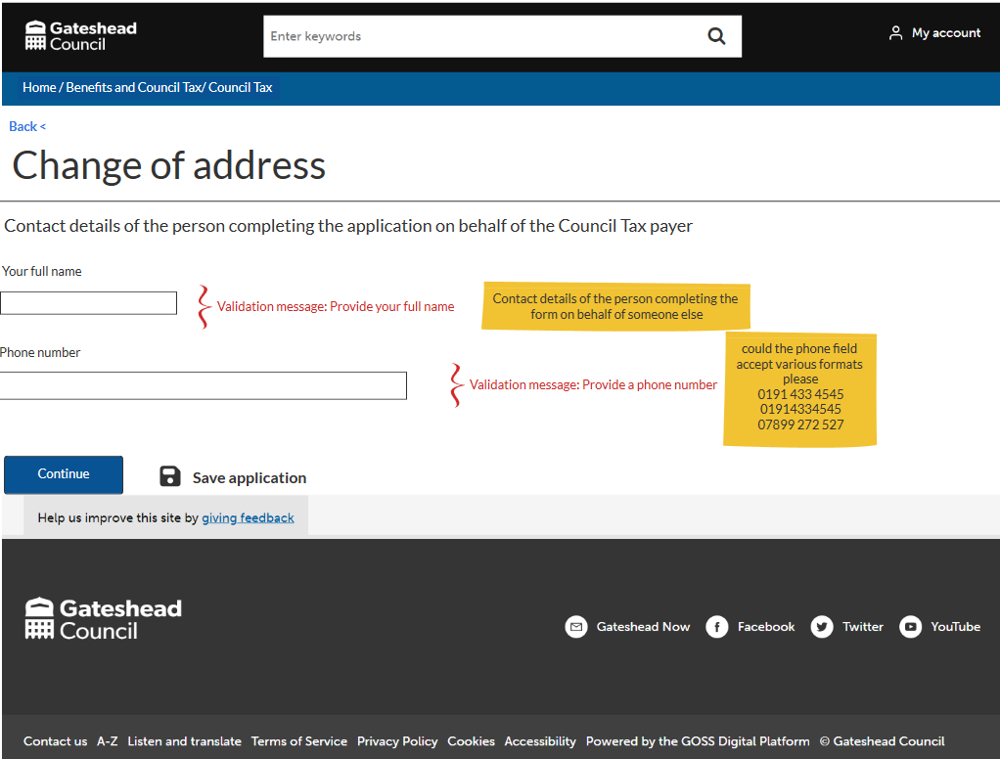 Gateshead
Council
Enter keywords
My account
Home / Benefits and Council Tax/ Council Tax
Back <
Change of address
Contact details of the person completing the application on behalf of the Council Tax payer
Your full name
Validation message: Provide your full name
Contact details of the person completing the
form on behalf of someone else
Phone number
Validation message: Provide a phone number
could the phone field
accept various formats
please
0191 433 4545
01914334545
07899 272 527
Continue
Save application
Help us improve this site by giving feedback
Gateshead
Council
Gateshead Now
Facebook
Twitter
YouTube
Contact us A-Z Listen and translate Terms of Service Privacy Policy Cookies Accessibility Powered by the GOSS Digital Platform © Gateshead Council